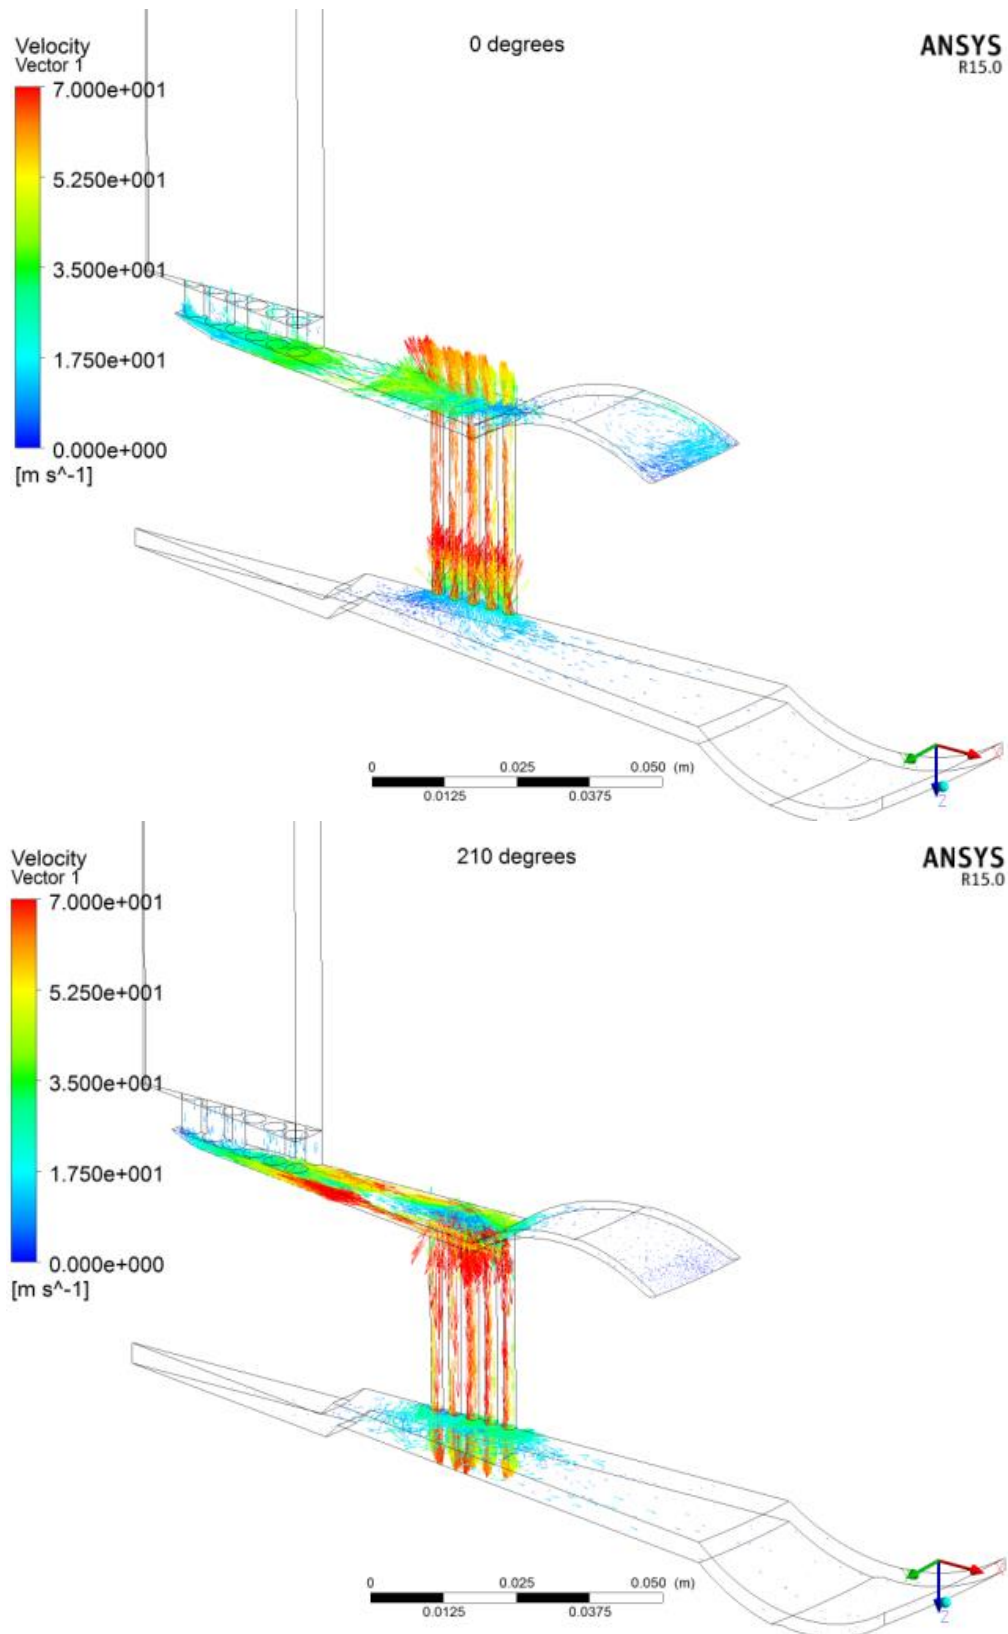 0 degrees
ANSYS
R15.0
Velocity
Vector 1
7.000e+001
5.250e+001
3.500e+001
1.750e+001
0.000e+000
[m s^-1]
0 0.025 0.050 (m)
0.0125 0.0375
Z
210 degrees
ANSYS
R15.0
Velocity
Vector 1
7.000e+001
5.250e+001
3.500e+001
1.750e+001
0.000e+000
[m s^-1]
0 0.025 0.050 (m)
0.0125 0.0375
Z